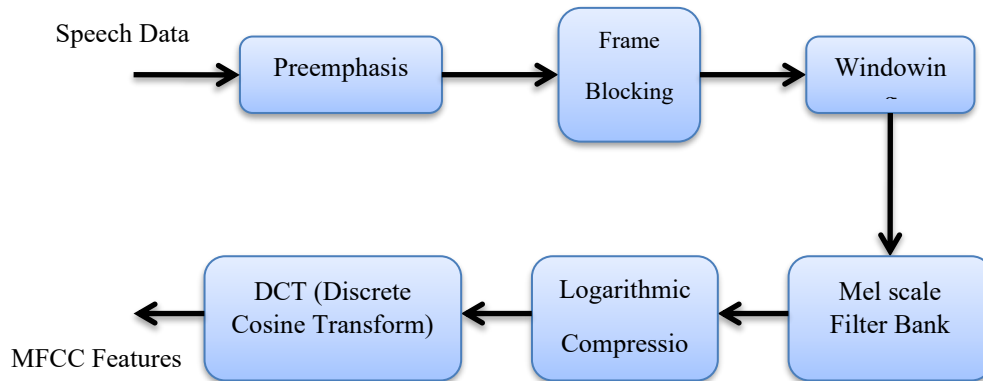 Speech Data
Preemphasis
Frame
Blocking
Windowin
Mel scale
Filter Bank
Logarithmic
Compressio
DCT (Discrete
Cosine Transform)
MFCC Features